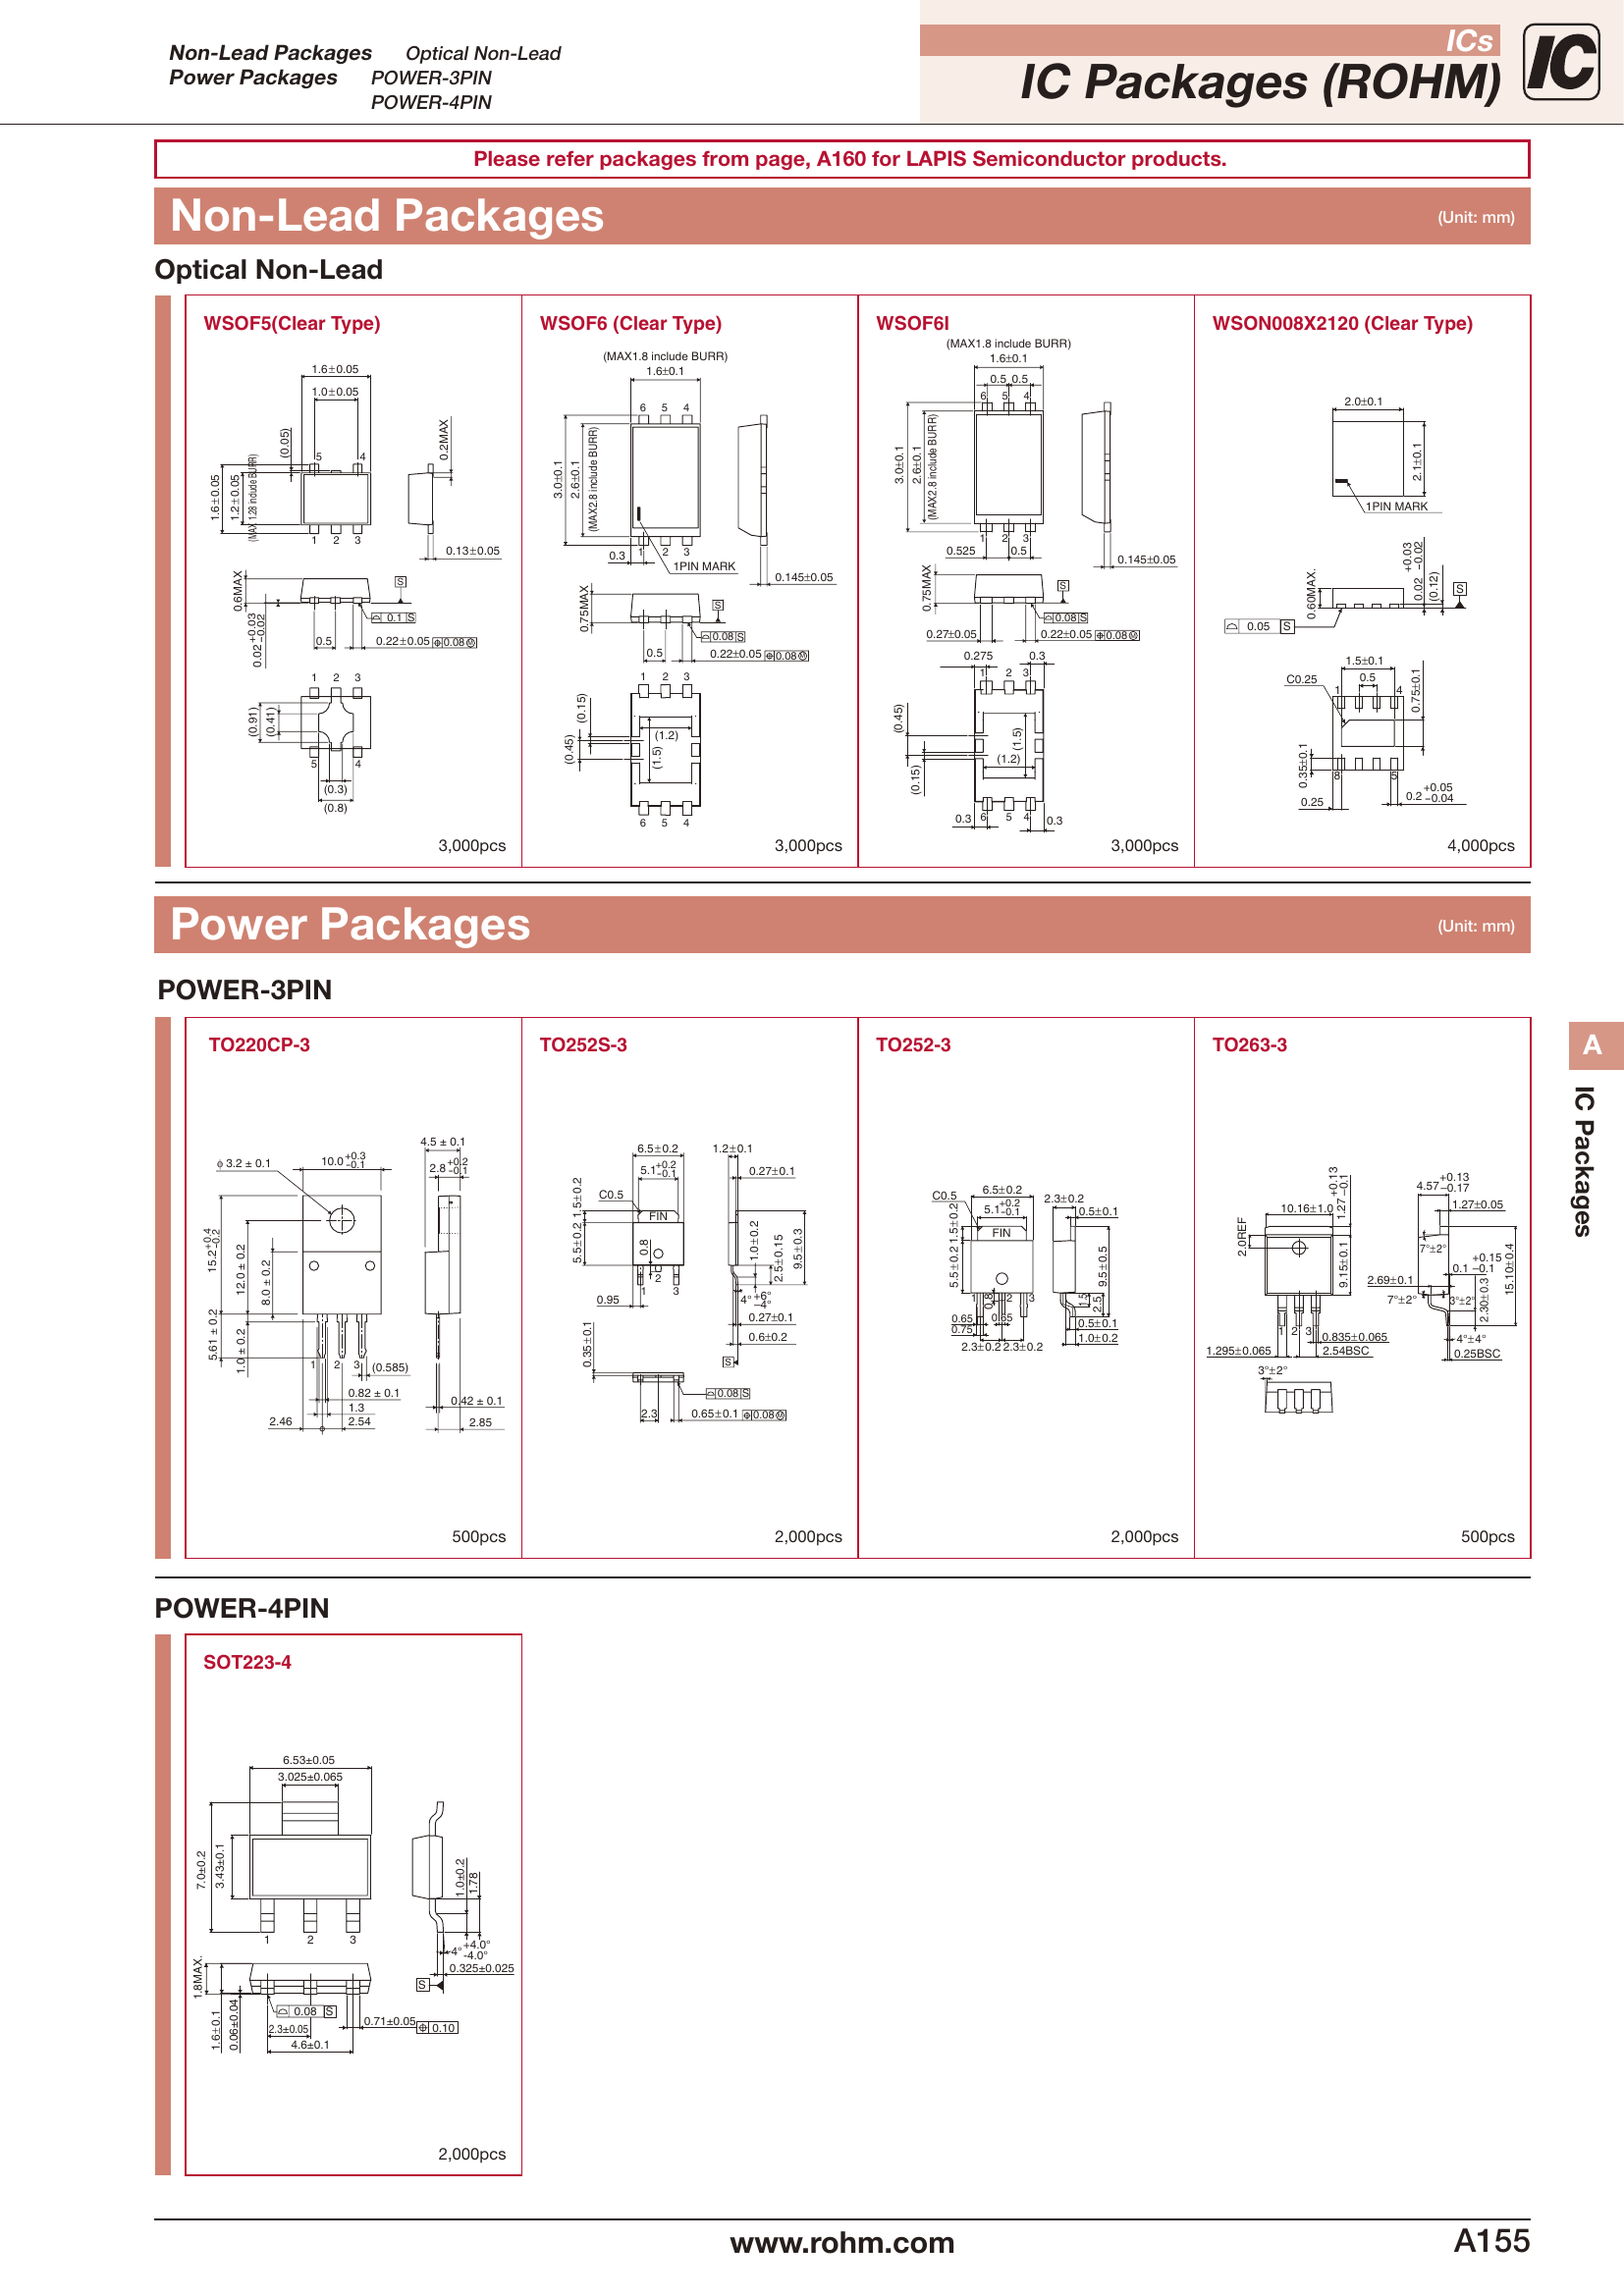 Non-Lead Packages Optical Non-Lead
Power Packages POWER-3PIN
POWER-4PIN
ICs
IC Packages (ROHM)
IC
Please refer packages from page, A160 for LAPIS Semiconductor products.
Non-Lead Packages (Unit: mm)
Optical Non-Lead
WSOF5(Clear Type)
1.6±0.05
1.0±0.05
(0.05)
0.2MAX
5 4
1.6±0.05
1.2±0.05
(MAX 1.28 include BURR)
1 2 3
0.13±0.05
0.6MAX
S
0.1 S
0.02 +0.03 −0.02
0.5
0.22±0.05 0.08 M
1 2 3
(0.91)
(0.41)
5 4
(0.3)
(0.8)
3,000pcs
WSOF6 (Clear Type)
(MAX1.8 include BURR)
1.6±0.1
6 5 4
3.0±0.1
2.6±0.1
(MAX2.8 include BURR)
0.3
1 2 3
1PIN MARK
0.145±0.05
0.75MAX
S
0.08 S
0.5
0.22±0.05 0.08 M
1 2 3
(0.15)
(0.45)
(1.2)
(1.5)
6 5 4
3,000pcs
WSOF6I
(MAX1.8 include BURR)
1.6±0.1
0.5 0.5
6 5 4
3.0±0.1
2.6±0.1
(MAX2.8 include BURR)
1 2 3
0.525 0.5
0.145±0.05
0.75MAX
S
0.08 S
0.27±0.05
0.22±0.05 0.08 M
0.275 0.3
1 2 3
(0.45)
(0.15)
(1.5)
(1.2)
0.3 6 5 4 0.3
3,000pcs
WSON008X2120 (Clear Type)
2.0±0.1
2.1±0.1
1PIN MARK
0.60MAX.
0.02 +0.03 −0.02
(0.12)
S
0.05 S
1.5±0.1
C0.25 0.5
1 4
0.75±0.1
0.35±0.1
8 5
0.25
0.2 +0.05 −0.04
4,000pcs
Power Packages (Unit: mm)
POWER-3PIN
TO220CP-3
4.5 ± 0.1
ϕ 3.2 ± 0.1
10.0 +0.3 −0.1
2.8 +0.2 −0.1
15.2 +0.4 −0.2
12.0 ± 0.2
8.0 ± 0.2
5.61 ± 0.2
1.0 ± 0.2
1 2 3 (0.585)
0.82 ± 0.1
0.42 ± 0.1
1.3
2.46 2.54
2.85
500pcs
TO252S-3
6.5±0.2
5.1 +0.2 −0.1
1.2±0.1
0.27±0.1
C0.5
FIN
1.5±0.2
5.5±0.2
0.8
1 2 3
0.95
1.0±0.2
2.5±0.15
9.5±0.3
4° +6° −4°
0.27±0.1
0.6±0.2
S
0.35±0.1
0.08 S
2.3
0.65±0.1 0.08 M
2,000pcs
TO252-3
6.5±0.2
C0.5
5.1 +0.2 −0.1
2.3±0.2
0.5±0.1
FIN
1.5±0.2
5.5±0.2
9.5±0.5
1 2 3
0.8
1.5
2.5
0.65 0.65
0.75
0.5±0.1
1.0±0.2
2.3±0.2 2.3±0.2
2,000pcs
TO263-3
10.16±1.0
1.27 +0.13 −0.1
4.57 +0.13 −0.17
1.27±0.05
2.0REF
9.15±0.1
7°±2°
0.1 +0.15 −0.1
2.69±0.1
7°±2°
3°±2°
2.30±0.3
15.10±0.4
1 2 3
0.835±0.065
4°±4°
1.295±0.065
2.54BSC
0.25BSC
3°±2°
500pcs
A
IC Packages
POWER-4PIN
SOT223-4
6.53±0.05
3.025±0.065
7.0±0.2
3.43±0.1
1.0±0.2
1.78
1 2 3
4° +4.0° -4.0°
0.325±0.025
S
1.8MAX.
1.6±0.1
0.06±0.04
0.08 S
2.3±0.05
0.71±0.05 0.10
4.6±0.1
2,000pcs
www.rohm.com
A155